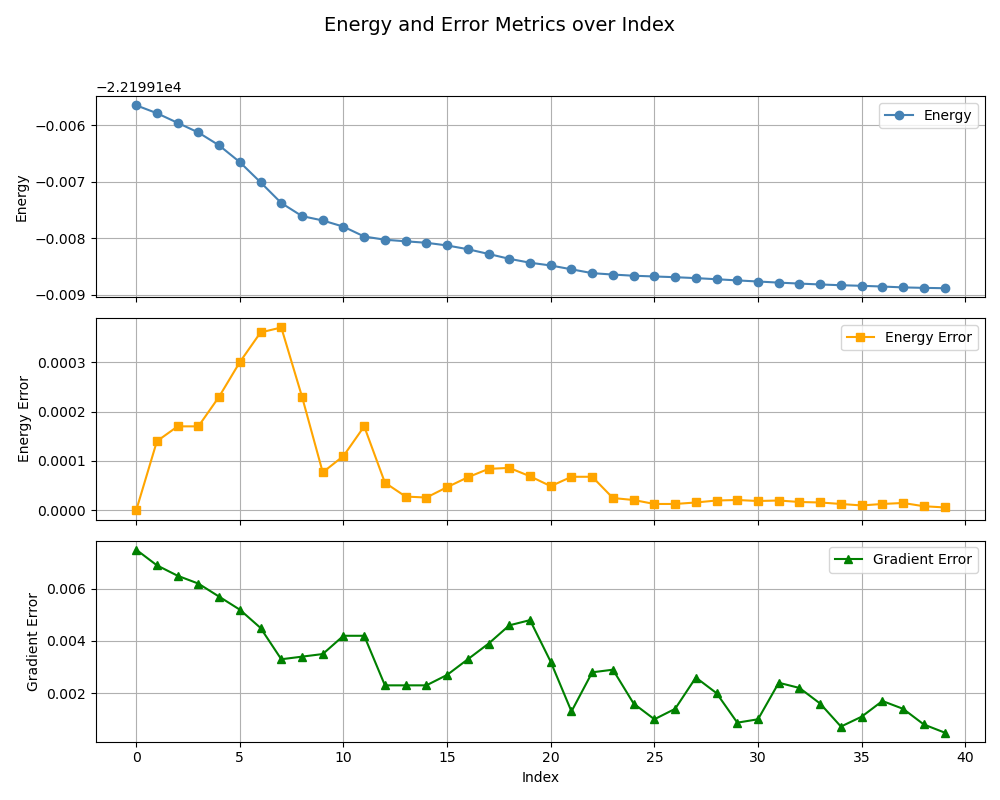 Energy and Error Metrics over Index
−2.21991e4
−0.006
−0.007
−0.008
−0.009
Energy
Energy
0.0003
0.0002
0.0001
0.0000
Energy Error
Energy Error
0.006
0.004
0.002
Gradient Error
Gradient Error
0 5 10 15 20 25 30 35 40
Index